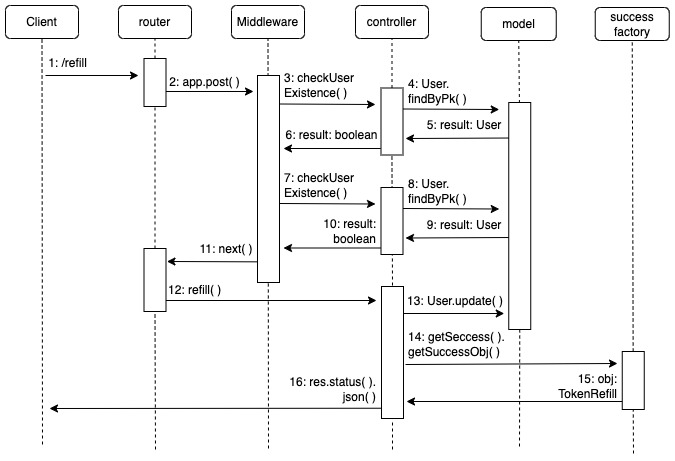 Client
router
Middleware
controller
model
success
factory
1: /refill
2: app.post( )
3: checkUser
Existence( )
4: User.
findByPk( )
5: result: User
6: result: boolean
7: checkUser
Existence( )
8: User.
findByPk( )
9: result: User
10: result:
boolean
11: next( )
12: refill( )
13: User.update( )
14: getSeccess( ).
getSuccessObj( )
15: obj:
TokenRefill
16: res.status( ).
json( )